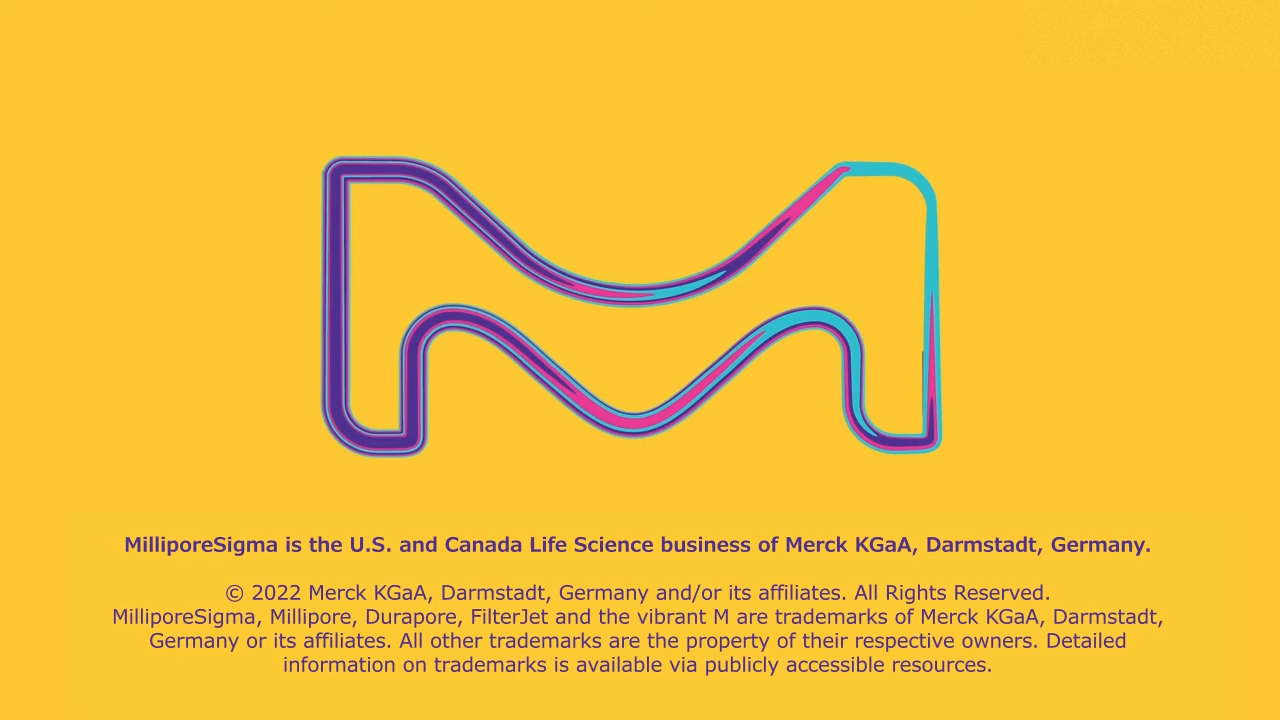 MilliporeSigma is the U.S. and Canada Life Science business of Merck KGaA, Darmstadt, Germany.
© 2022 Merck KGaA, Darmstadt, Germany and/or its affiliates. All Rights Reserved.
MilliporeSigma, Millipore, Durapore, FilterJet and the vibrant M are trademarks of Merck KGaA, Darmstadt,
Germany or its affiliates. All other trademarks are the property of their respective owners. Detailed
information on trademarks is available via publicly accessible resources.